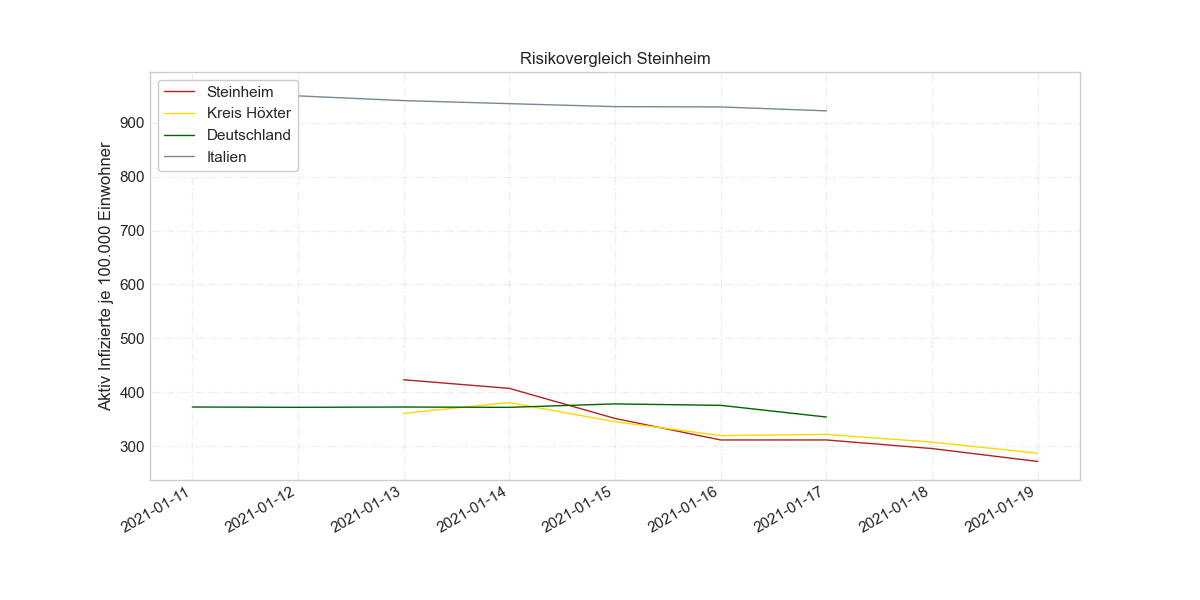 Risikovergleich Steinheim
Steinheim
Kreis Höxter
Deutschland
Italien
Aktiv Infizierte je 100.000 Einwohner
900
800
700
600
500
400
300
2021-01-11
2021-01-12
2021-01-13
2021-01-14
2021-01-15
2021-01-16
2021-01-17
2021-01-18
2021-01-19